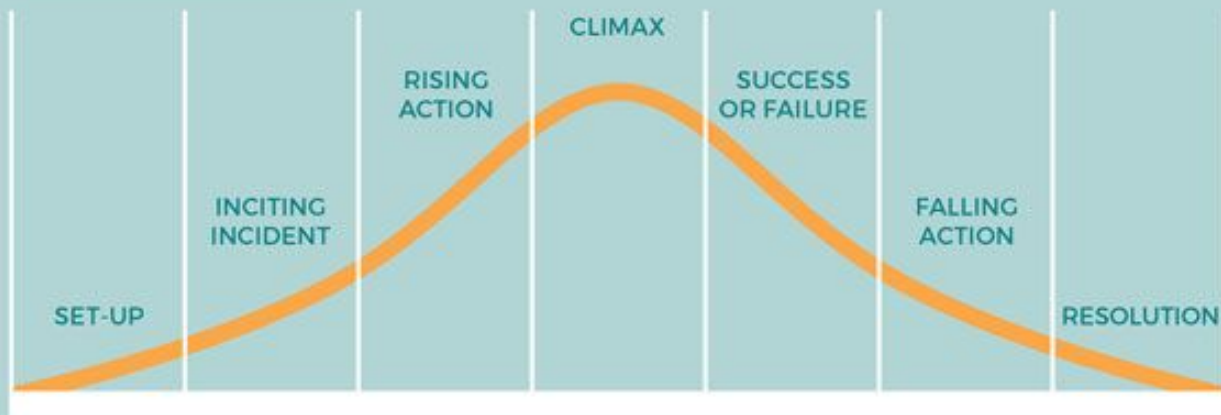 SET-UP
INCITING
INCIDENT
RISING
ACTION
CLIMAX
SUCCESS
OR FAILURE
FALLING
ACTION
RESOLUTION